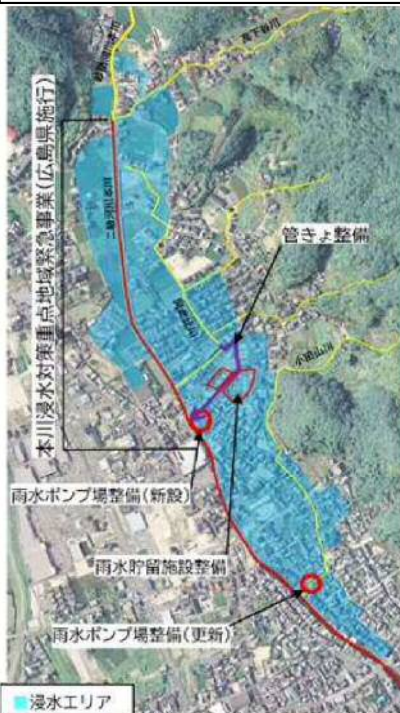 本川浸水対策重点地域緊急事業(広島県施行)
管きょ整備
雨水ポンプ場整備(新設)
雨水貯留施設整備
雨水ポンプ場整備(更新)
浸水エリア